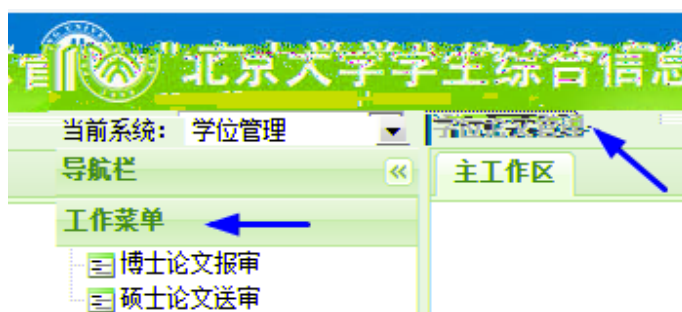 北京大学学生综合信息
当前系统： 学位管理
导航栏
主工作区
工作菜单
博士论文报审
硕士论文送审